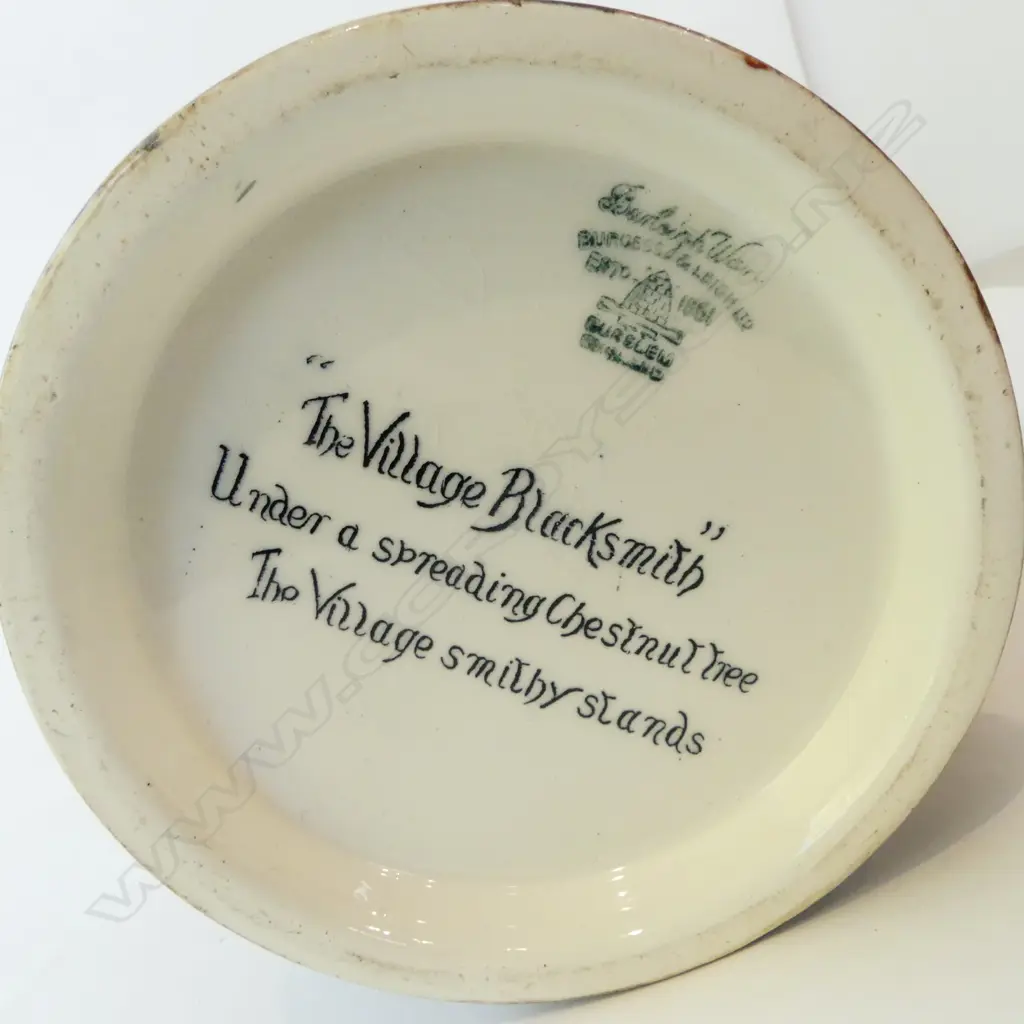 Burleigh Ware
BURGESS & LEIGH LTD
ESTD. 1851
BURSLEM
ENGLAND
"The Village Blacksmith"
Under a spreading Chestnut Tree
The Village smithy stands